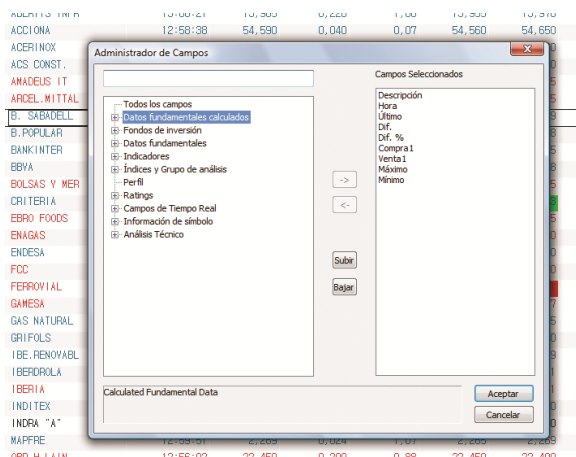 ACCIONA 12:58:38 54,590 0,040 0,07 54,560 54,650
ACERINOX
ACS CONST.
AMADEUS IT
ARCEL.MITTAL
B. SABADELL
B.POPULAR
BANKINTER
BBVA
BOLSAS Y MER
CRITERIA
EBRO FOODS
ENAGAS
ENDESA
FCC
FERROVIAL
GAMESA
GAS NATURAL
GRIFOLS
IBE.RENOVABL
IBERDROLA
IBERIA
INDITEX
INDRA "A"
MAPFRE
Administrador de Campos
Todos los campos
Datos fundamentales calculados
Fondos de inversión
Datos fundamentales
Indicadores
Índices y Grupo de análisis
Perfil
Ratings
Campos de Tiempo Real
Información de símbolo
Análisis Técnico
->
<-
Subir
Bajar
Campos Seleccionados
Descripción
Hora
Último
Dif.
Dif. %
Compra1
Venta1
Máximo
Mínimo
Calculated Fundamental Data
Aceptar
Cancelar